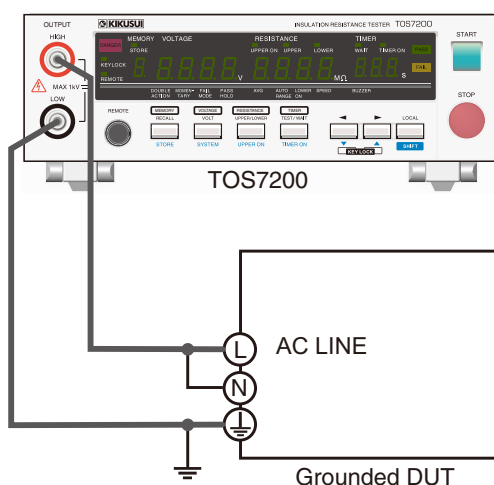 OUTPUT
HIGH
MAX 1kV
LOW
KIKUSUI
INSULATION RESISTANCE TESTER TOS7200
DANGER
MEMORY VOLTAGE RESISTANCE TIMER
STORE UPPER ON UPPER LOWER WAIT TIMER ON PASS
KEYLOCK
REMOTE
V
MΩ
S
FAIL
DOUBLE ACTION MOMEN-TARY FAIL MODE PASS HOLD AVG AUTO RANGE LOWER ON SPEED BUZZER
REMOTE
MEMORY VOLTAGE RESISTANCE TIMER
RECALL VOLT UPPER/LOWER TEST/WAIT LOCAL
STORE SYSTEM UPPER ON TIMER ON KEY LOCK SHIFT
START
STOP
TOS7200
L AC LINE
N
Grounded DUT